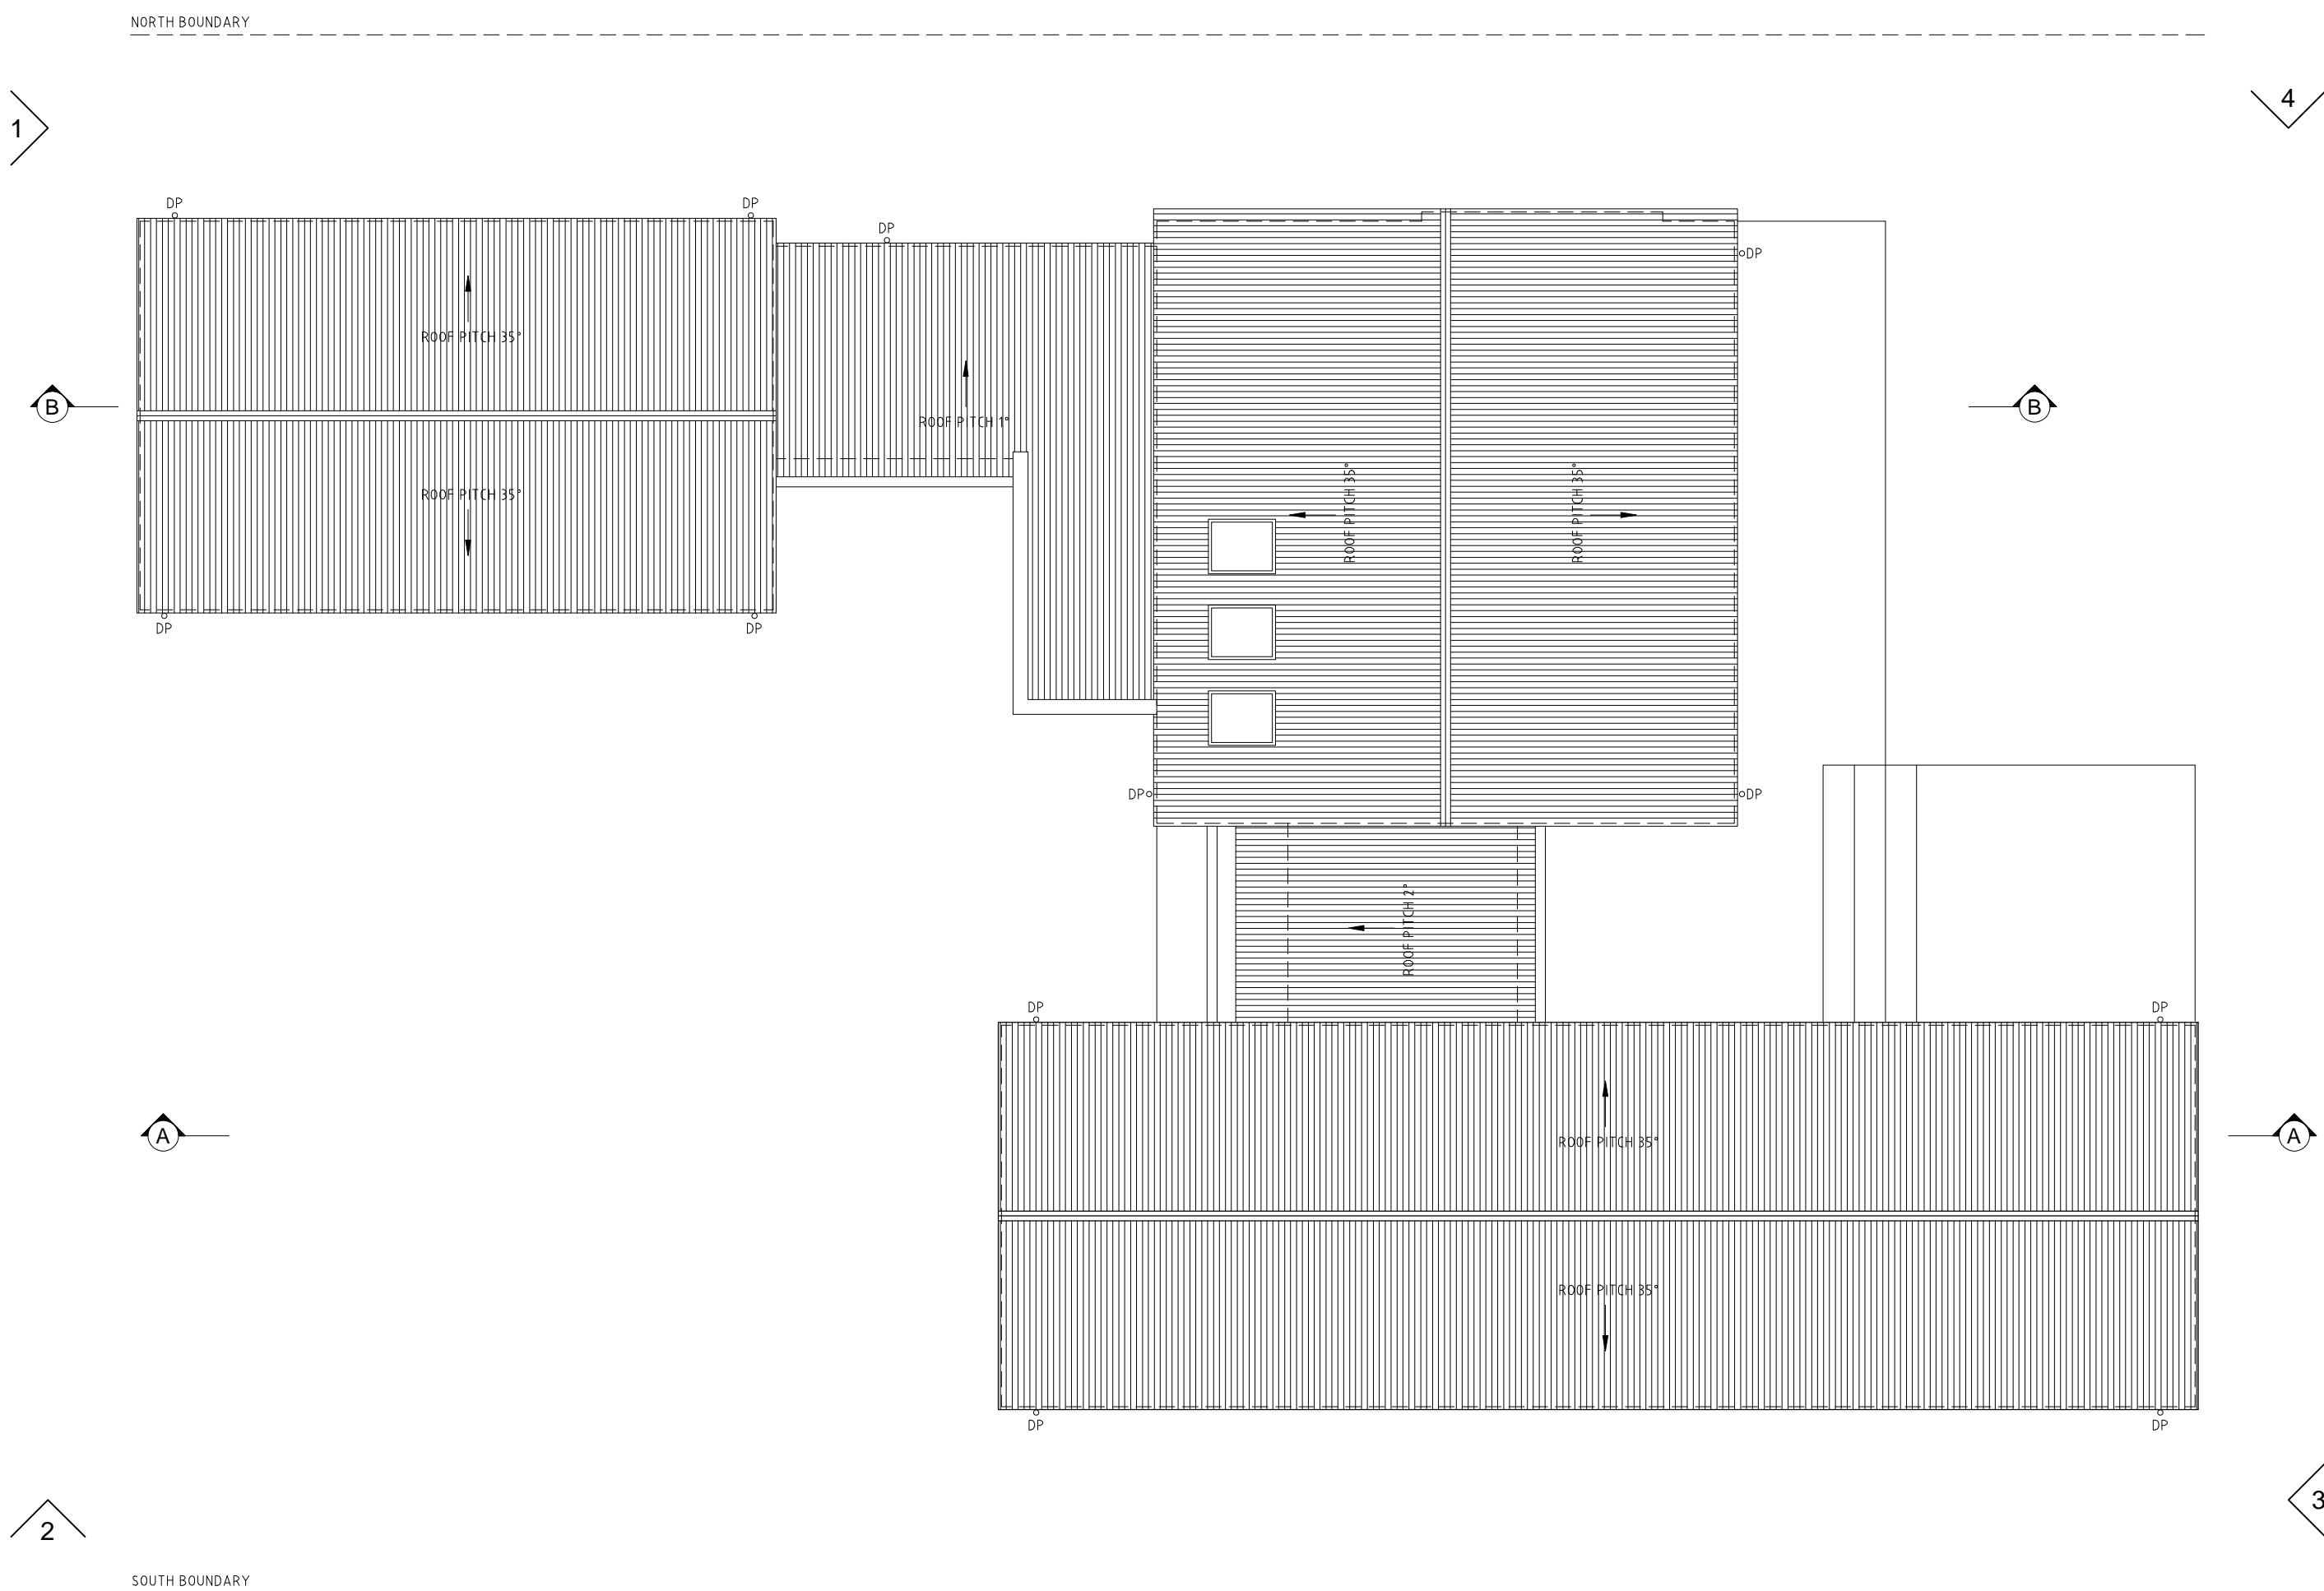 NORTH BOUNDARY
4
1
DP
DP
DP
DP
ROOF PITCH 35°
B
B
ROOF PITCH 1°
ROOF PITCH 35°
ROOF PITCH 35°
ROOF PITCH 35°
DP
DP
DP
DP
ROOF PITCH 2°
DP
DP
A
A
ROOF PITCH 35°
ROOF PITCH 35°
DP
DP
3
2
SOUTH BOUNDARY